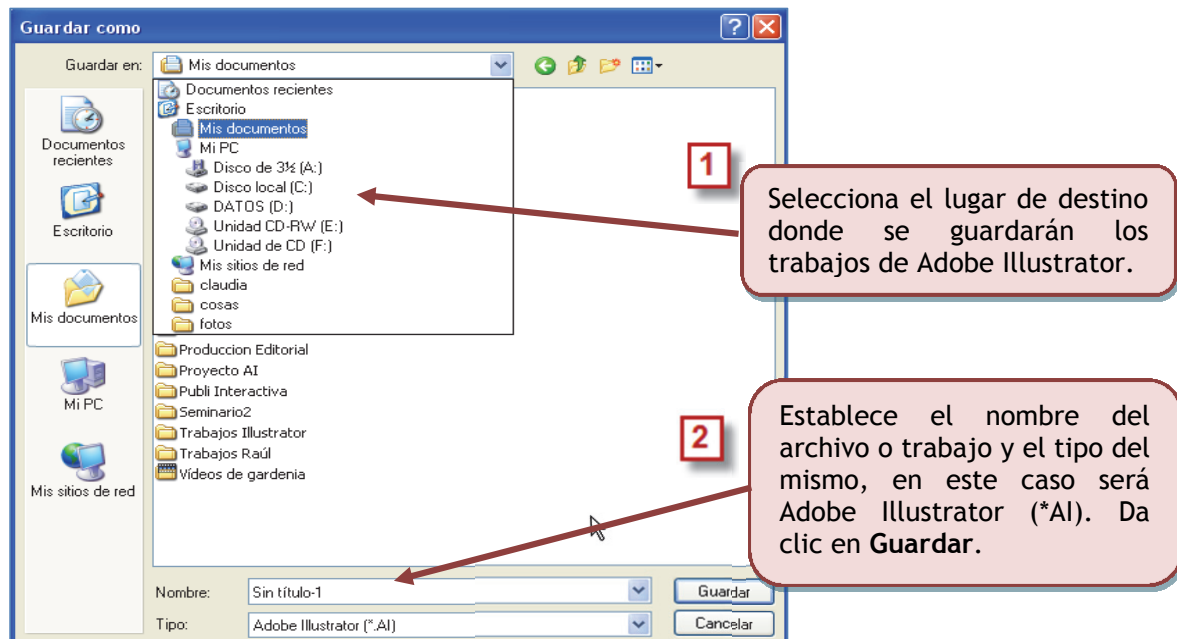 Guardar como
Guardar en:
Mis documentos
Documentos recientes
Escritorio
Mis documentos
Mi PC
Disco de 3½ (A:)
Disco local (C:)
DATOS (D:)
Unidad CD-RW (E:)
Unidad de CD (F:)
Mis sitios de red
claudia
cosas
fotos
Produccion Editorial
Proyecto AI
Publi Interactiva
Seminario2
Trabajos Illustrator
Trabajos Raúl
Vídeos de gardenia
Documentos
recientes
Escritorio
Mis documentos
Mi PC
Mis sitios de red
Nombre:
Sin título-1
Guardar
Tipo:
Adobe Illustrator (*.AI)
Cancelar
1
Selecciona el lugar de destino
donde se guardarán los
trabajos de Adobe Illustrator.
2
Establece el nombre del
archivo o trabajo y el tipo del
mismo, en este caso será
Adobe Illustrator (*AI). Da
clic en Guardar.